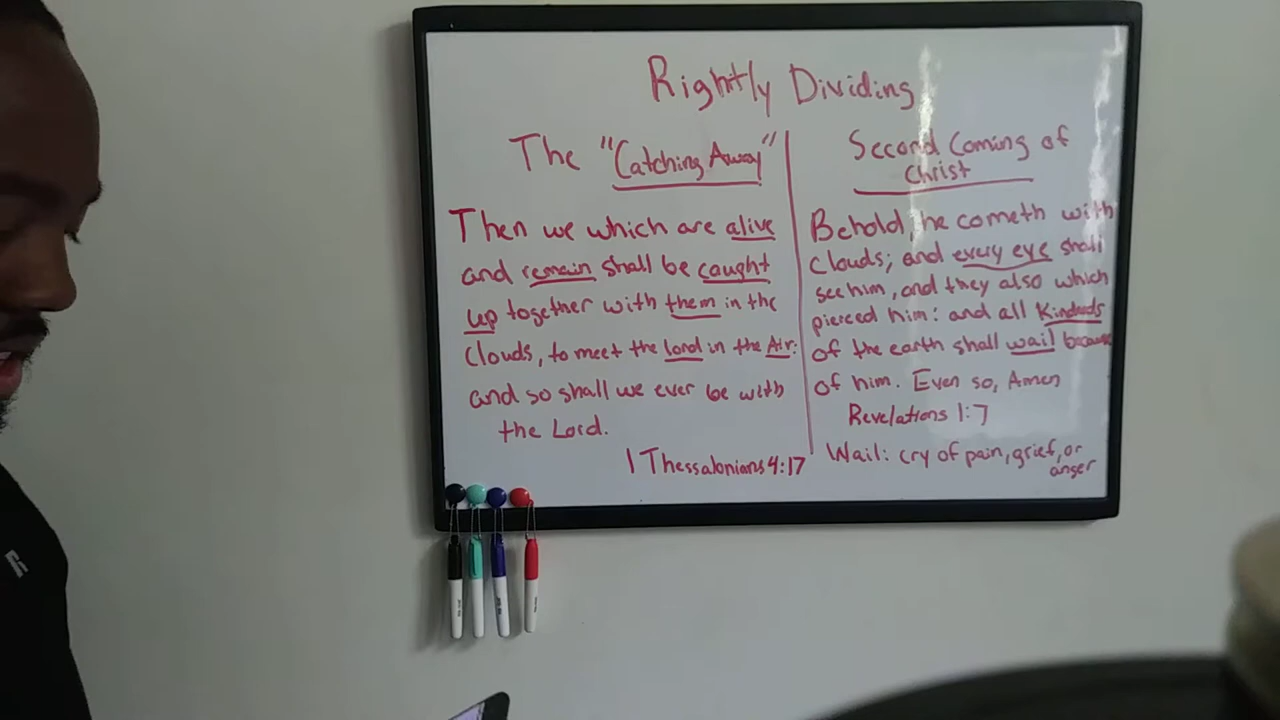 Rightly Dividing
The "Catching Away"
Then we which are alive
and remain shall be caught
up together with them in the
Clouds, to meet the lord in the Air:
and so shall we ever be with
the Lord.
1 Thessalonians 4:17
Second Coming of
Christ
Behold, he cometh with
Clouds; and every eye shall
see him, and they also which
pierced him: and all Kindreds
of the earth shall wail because
of him. Even so, Amen
Revelations 1:7
Wail: cry of pain, grief, or
anger